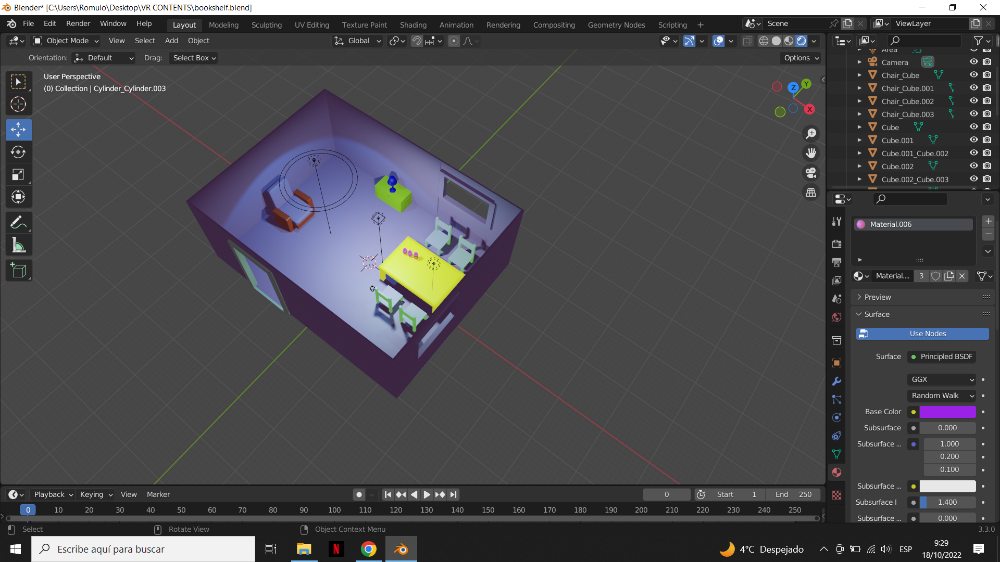 Blender* [C:\Users\Romulo\Desktop\VR CONTENTS\bookshelf.blend]
File Edit Render Window Help Layout Modeling Sculpting UV Editing Texture Paint Shading Animation Rendering Compositing Geometry Nodes Scripting + Scene ViewLayer
Object Mode View Select Add Object Global
Orientation: Default Drag: Select Box Options
User Perspective
(0) Collection | Cylinder_Cylinder.003
Z Y X
Area
Camera
Chair_Cube
Chair_Cube.001
Chair_Cube.002
Chair_Cube.003
Cube
Cube.001
Cube.001_Cube.002
Cube.002
Cube.002_Cube.003
Material.006
Material.... 3
Preview
Surface
Use Nodes
Surface Principled BSDF
GGX
Random Walk
Base Color
Subsurface 0.000
Subsurface ... 1.000
0.200
0.100
Subsurface ...
Subsurface I 1.400
Subsurface ... 0.000
Playback Keying View Marker 0 Start 1 End 250
0 10 20 30 40 50 60 70 80 90 100 110 120 130 140 150 160 170 180 190 200 210 220 230 240 250
Select Rotate View Object Context Menu 3.3.0
Escribe aquí para buscar N 4°C Despejado ESP 9:29
18/10/2022